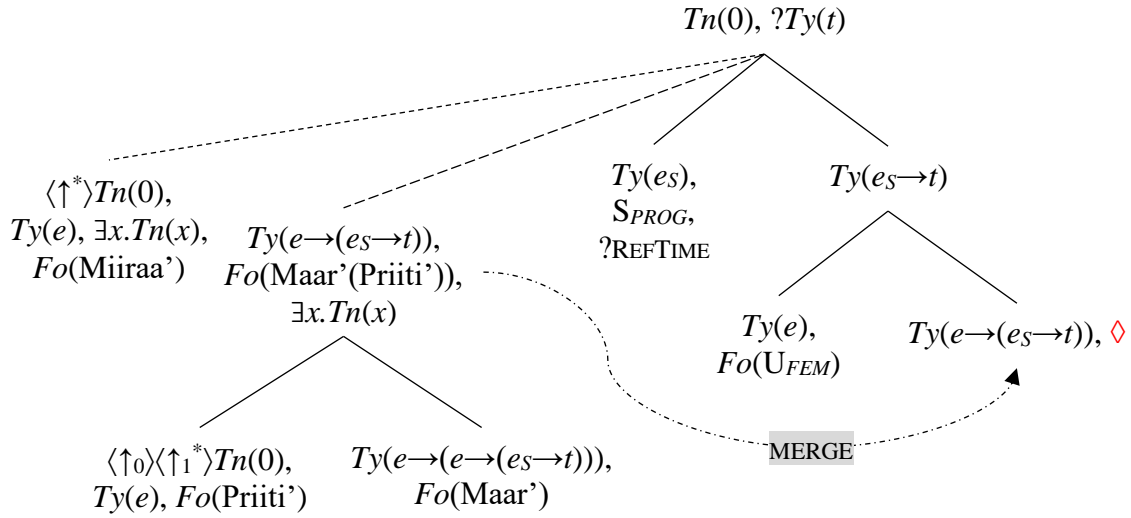 Tn(0), ?Ty(t)
⟨↑*⟩Tn(0),
Ty(e), ∃x.Tn(x),
Fo(Miiraa’)
Ty(e→(eS→t)),
Fo(Maar’(Priiti’)),
∃x.Tn(x)
Ty(eS),
SPROG,
?REFTIME
Ty(eS→t)
Ty(e),
Fo(UFEM)
Ty(e→(eS→t)), ◊
MERGE
⟨↑0⟩⟨↑1*⟩Tn(0),
Ty(e), Fo(Priiti’)
Ty(e→(e→(eS→t))),
Fo(Maar’)